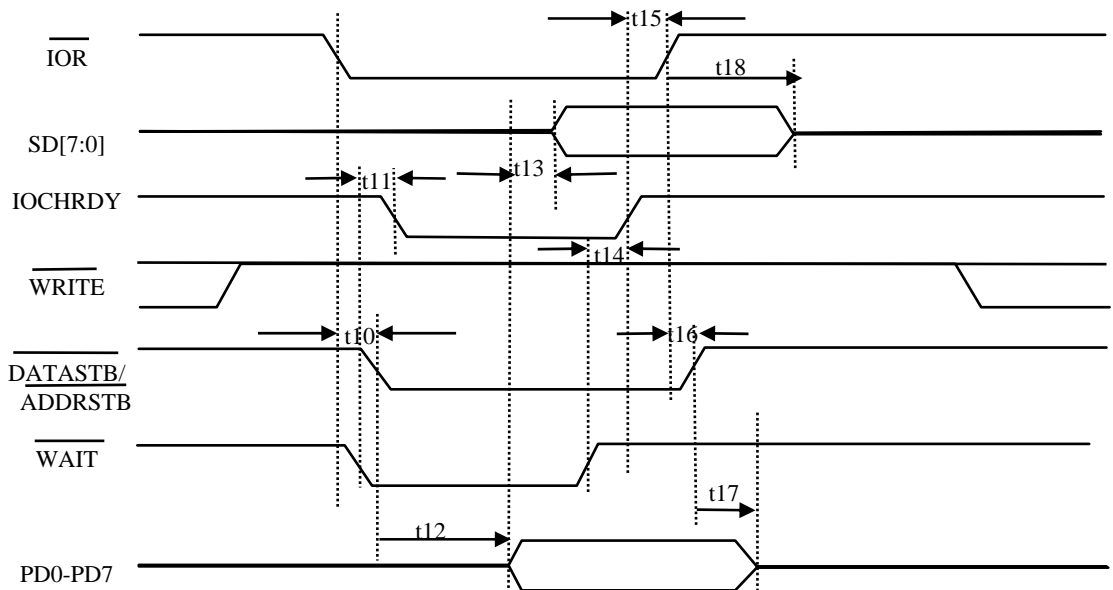 t15
IOR
t18
SD[7:0]
t11
t13
IOCHRDY
t14
WRITE
t10
t16
DATASTB/
ADDRSTB
WAIT
t17
t12
PD0-PD7